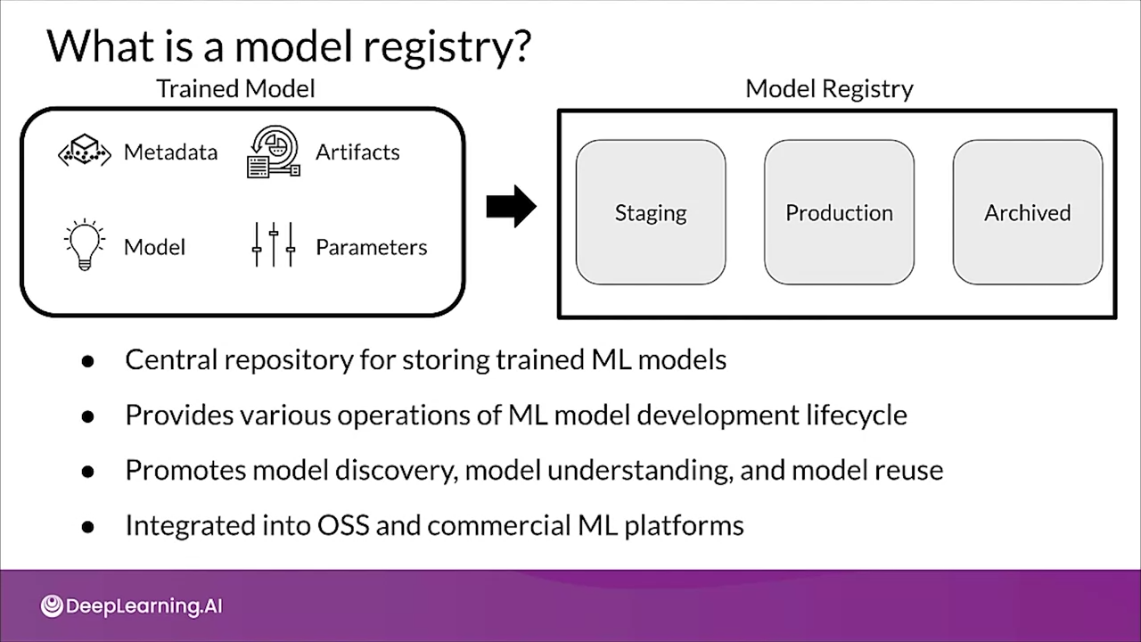 What is a model registry?
Trained Model
Model Registry
Metadata
Artifacts
Model
Parameters
Staging
Production
Archived
● Central repository for storing trained ML models
● Provides various operations of ML model development lifecycle
● Promotes model discovery, model understanding, and model reuse
● Integrated into OSS and commercial ML platforms
DeepLearning.AI